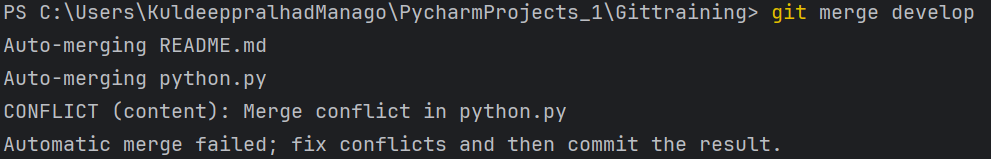 PS C:\Users\KuldeeppralhadManago\PycharmProjects_1\Gittraining> git merge develop
Auto-merging README.md
Auto-merging python.py
CONFLICT (content): Merge conflict in python.py
Automatic merge failed; fix conflicts and then commit the result.